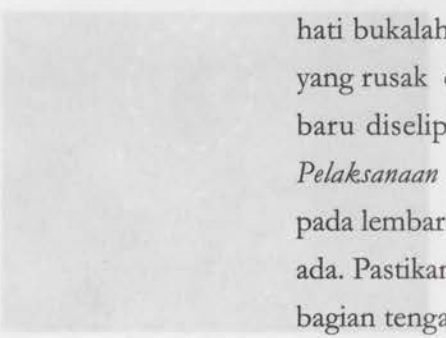 hati bukalah
yang rusak
baru diselip
Pelaksanaan
pada lembar
ada. Pastikan
bagian tenga